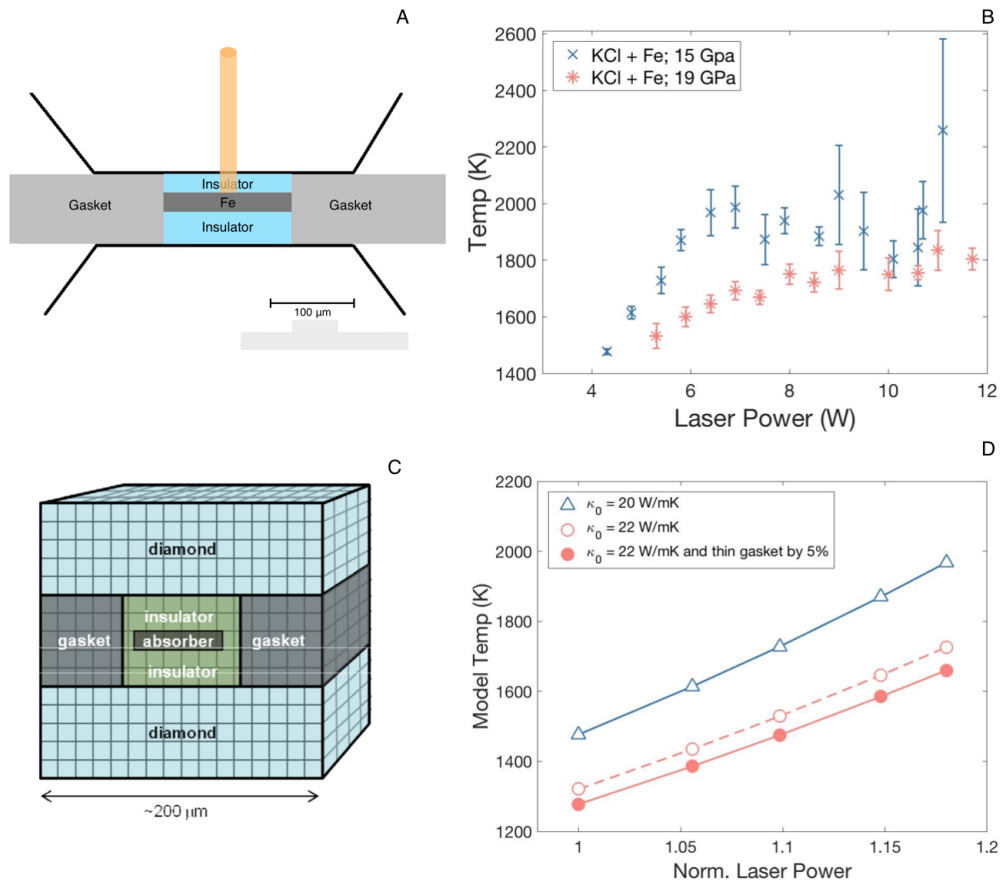 A
Insulator
Gasket
Fe
Gasket
Insulator
100 μm
B
KCl + Fe; 15 Gpa
KCl + Fe; 19 GPa
Temp (K)
2600
2400
2200
2000
1800
1600
1400
4 6 8 10 12
Laser Power (W)
C
diamond
insulator
gasket absorber gasket
insulator
diamond
~200 μm
D
κ0 = 20 W/mK
κ0 = 22 W/mK
κ0 = 22 W/mK and thin gasket by 5%
Model Temp (K)
2200
2000
1800
1600
1400
1200
1 1.05 1.1 1.15 1.2
Norm. Laser Power